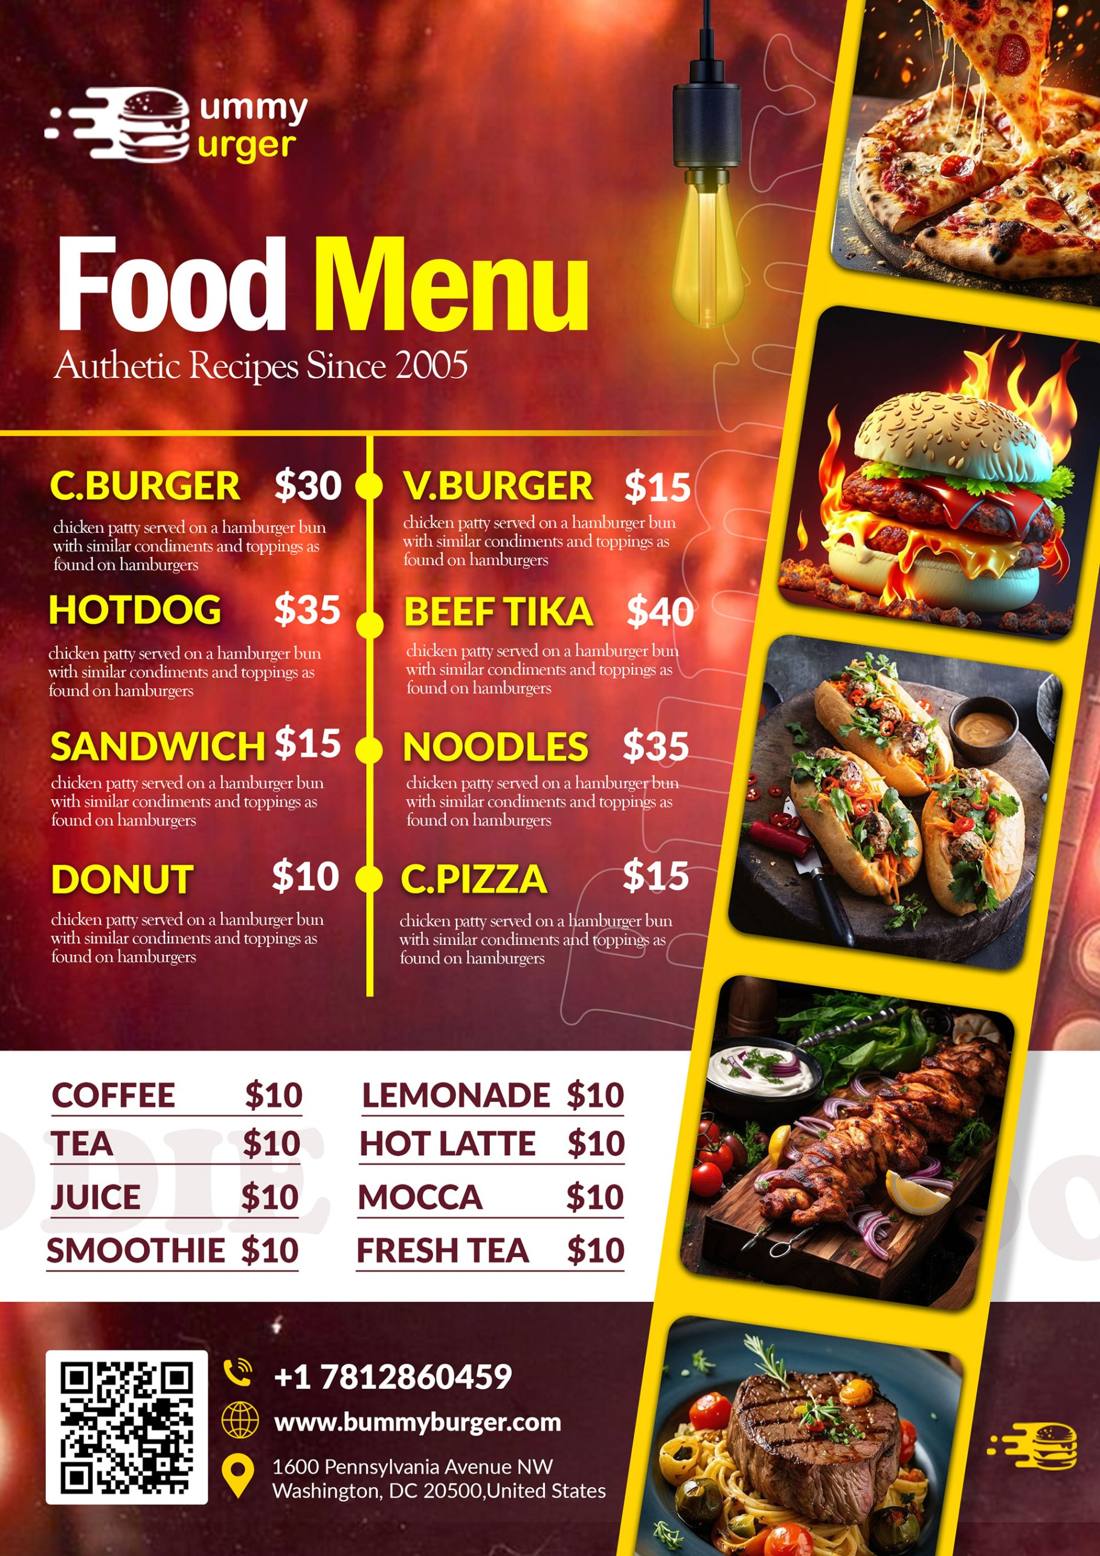 ummy
urger
Food Menu
Authetic Recipes Since 2005
C.BURGER $30
chicken patty served on a hamburger bun
with similar condiments and toppings as
found on hamburgers
V.BURGER $15
chicken patty served on a hamburger bun
with similar condiments and toppings as
found on hamburgers
HOTDOG $35
chicken patty served on a hamburger bun
with similar condiments and toppings as
found on hamburgers
BEEF TIKA $40
chicken patty served on a hamburger bun
with similar condiments and toppings as
found on hamburgers
SANDWICH $15
chicken patty served on a hamburger bun
with similar condiments and toppings as
found on hamburgers
NOODLES $35
chicken patty served on a hamburger bun
with similar condiments and toppings as
found on hamburgers
DONUT $10
chicken patty served on a hamburger bun
with similar condiments and toppings as
found on hamburgers
C.PIZZA $15
chicken patty served on a hamburger bun
with similar condiments and toppings as
found on hamburgers
Bummy
COFFEE $10
LEMONADE $10
TEA $10
HOT LATTE $10
JUICE $10
MOCCA $10
SMOOTHIE $10
FRESH TEA $10
+1 7812860459
www.bummyburger.com
1600 Pennsylvania Avenue NW
Washington, DC 20500,United States